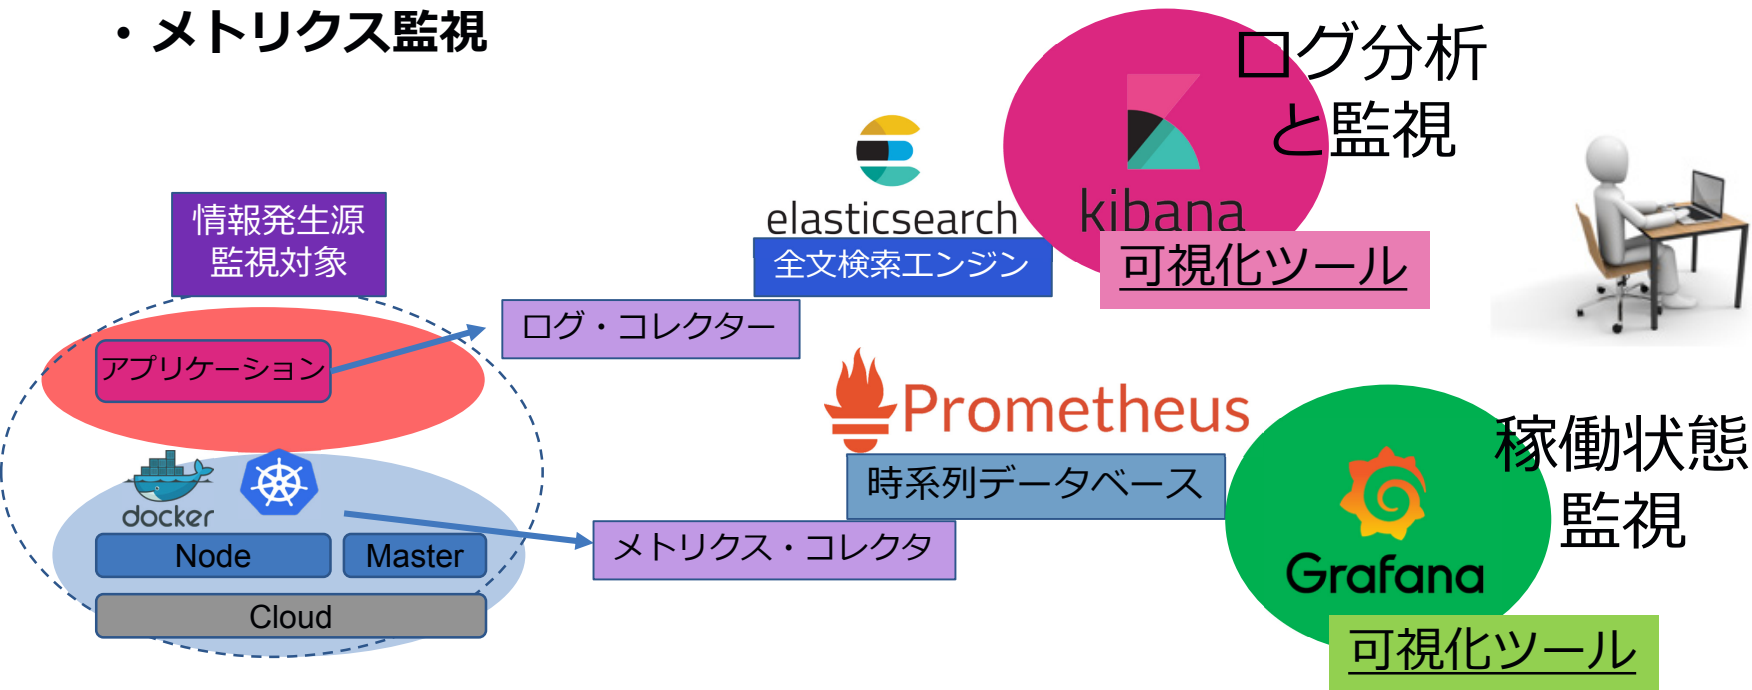 ・メトリクス監視
ログ分析
と監視
elasticsearch
kibana
情報発生源
監視対象
全文検索エンジン
可視化ツール
ログ・コレクター
アプリケーション
Prometheus
稼働状態
監視
時系列データベース
docker
メトリクス・コレクタ
Node
Master
Grafana
Cloud
可視化ツール